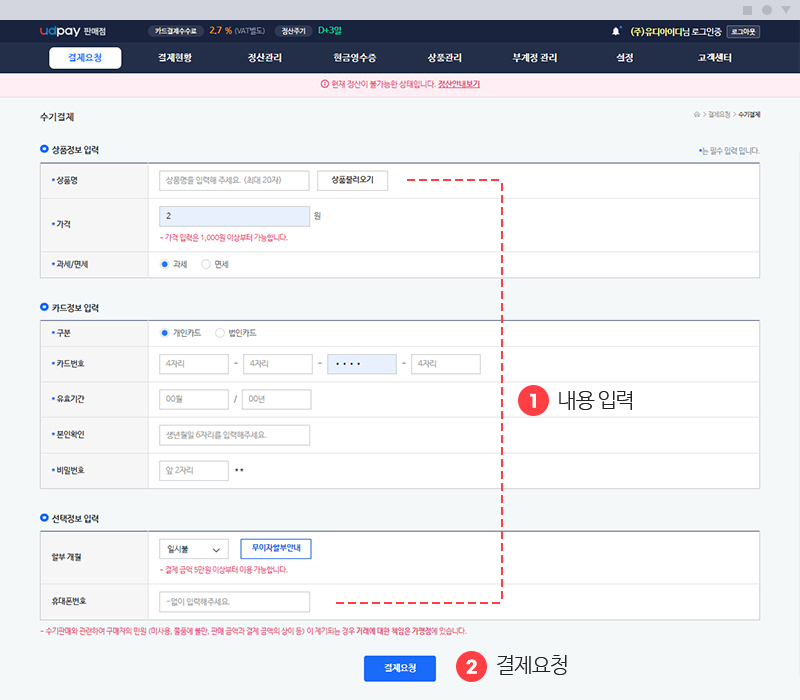 udpay 판매점 카드결제수수료 2,7 % (VAT별도) 정산주기 D+3일 (주)유디아이디님 로그인중 로그아웃
결제요청 결제현황 정산관리 현금영수증 상품관리 부계정 관리 설정 고객센터
현재 정산이 불가능한 상태입니다. 정산안내보기
수기결제 > 결제요청 > 수기결제
상품정보 입력 *는 필수 입력 입니다.
상품명 상품명을 입력해 주세요. (최대 20자) 상품불러오기
가격 2 원
- 가격 입력은 1,000원 이상부터 가능합니다.
과세/면세 과세 면세
카드정보 입력
구분 개인카드 법인카드
카드번호 4자리 - 4자리 - •••• - 4자리
유효기간 00월 / 00년
1 내용 입력
본인확인 생년월일 6자리를 입력해주세요.
비밀번호 앞 2자리 **
선택정보 입력
할부 개월 일시불 무이자할부안내
- 결제 금액 5만원 이상부터 이용 가능합니다.
휴대폰번호 -없이 입력해주세요.
- 수기판매와 관련하여 구매자의 민원 (미사용, 물품에 불만, 판매 금액과 결제 금액의 상이 등) 이 제기되는 경우 거래에 대한 책임은 가맹점에 있습니다.
결제요청 2 결제요청